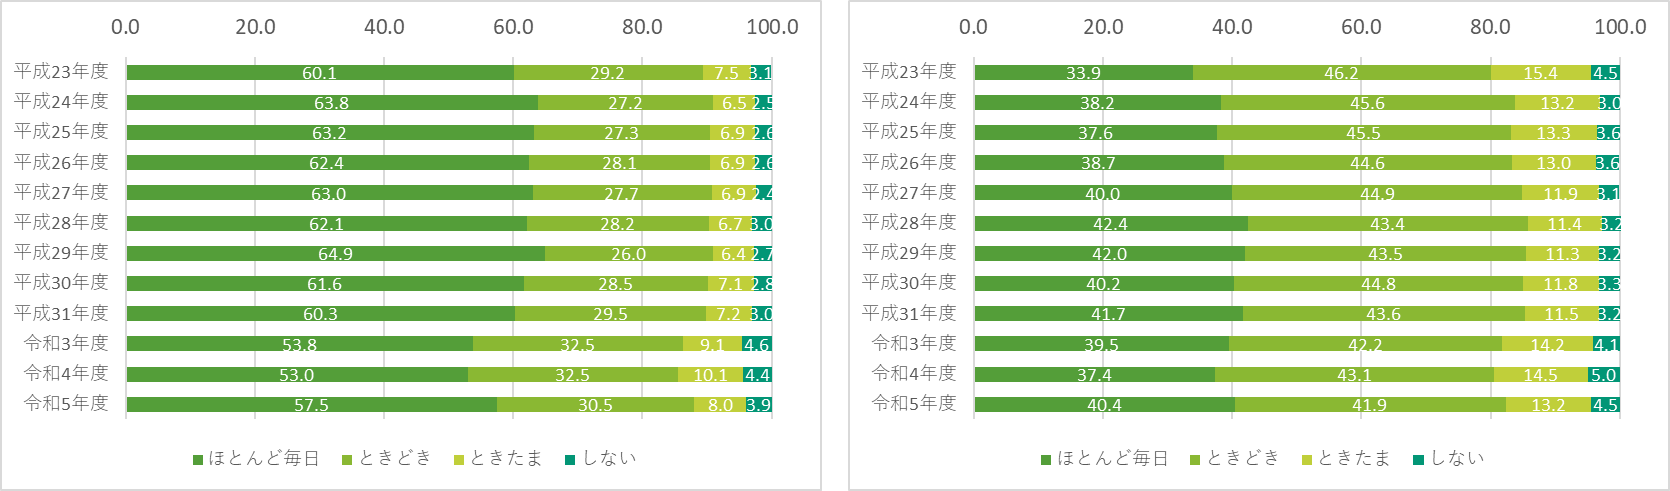 0.0 20.0 40.0 60.0 80.0 100.0
平成23年度 60.1 29.2 7.5 3.1
平成24年度 63.8 27.2 6.5 2.5
平成25年度 63.2 27.3 6.9 2.6
平成26年度 62.4 28.1 6.9 2.6
平成27年度 63.0 27.7 6.9 2.4
平成28年度 62.1 28.2 6.7 3.0
平成29年度 64.9 26.0 6.4 2.7
平成30年度 61.6 28.5 7.1 2.8
平成31年度 60.3 29.5 7.2 3.0
令和3年度 53.8 32.5 9.1 4.6
令和4年度 53.0 32.5 10.1 4.4
令和5年度 57.5 30.5 8.0 3.9
ほとんど毎日 ときどき ときたま しない
0.0 20.0 40.0 60.0 80.0 100.0
平成23年度 33.9 46.2 15.4 4.5
平成24年度 38.2 45.6 13.2 3.0
平成25年度 37.6 45.5 13.3 3.6
平成26年度 38.7 44.6 13.0 3.6
平成27年度 40.0 44.9 11.9 3.1
平成28年度 42.4 43.4 11.4 3.2
平成29年度 42.0 43.5 11.3 3.2
平成30年度 40.2 44.8 11.8 3.3
平成31年度 41.7 43.6 11.5 3.2
令和3年度 39.5 42.2 14.2 4.1
令和4年度 37.4 43.1 14.5 5.0
令和5年度 40.4 41.9 13.2 4.5
ほとんど毎日 ときどき ときたま しない